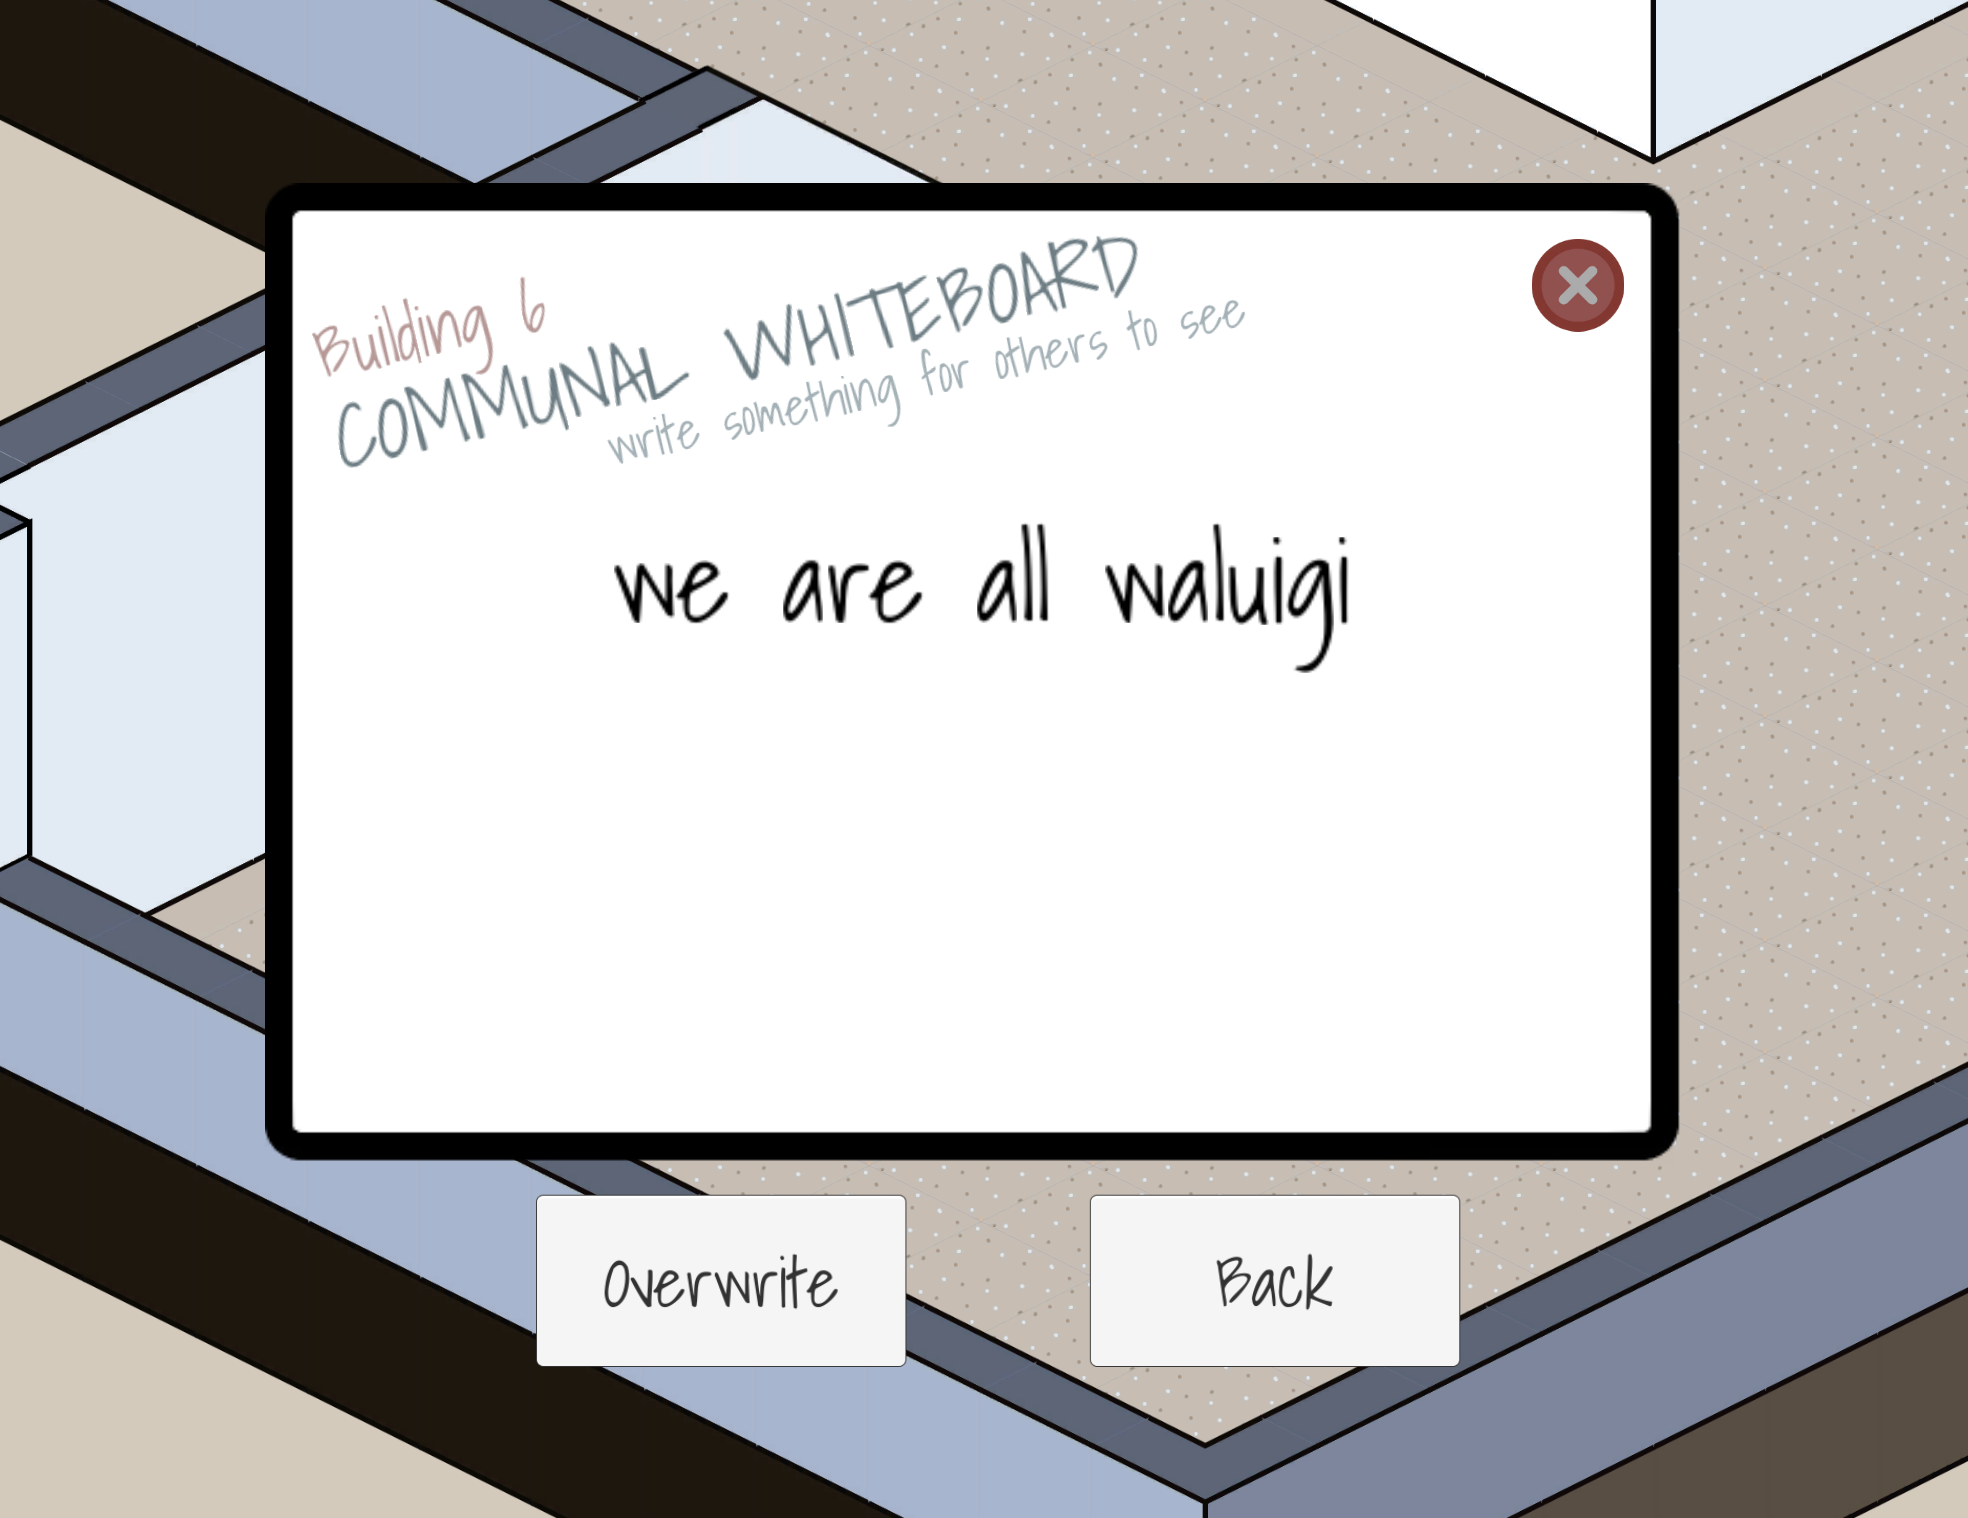 Building 6
COMMUNAL WHITEBOARD
write something for others to see
we are all waluigi
Overwrite
Back